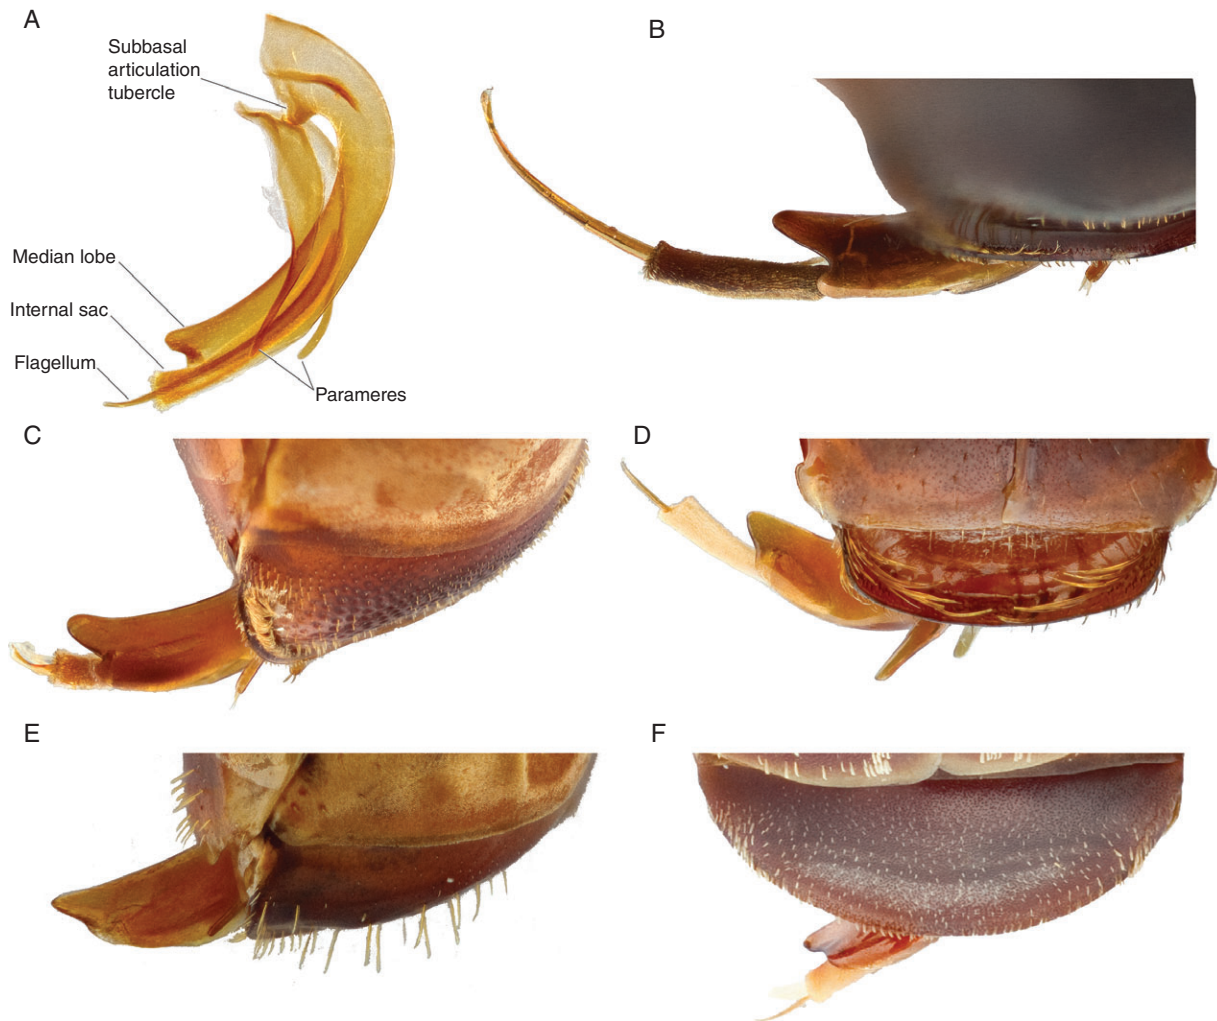 A
Subbasal
articulation
tubercle
Median lobe
Internal sac
Flagellum
Parameres
B
C
D
E
F